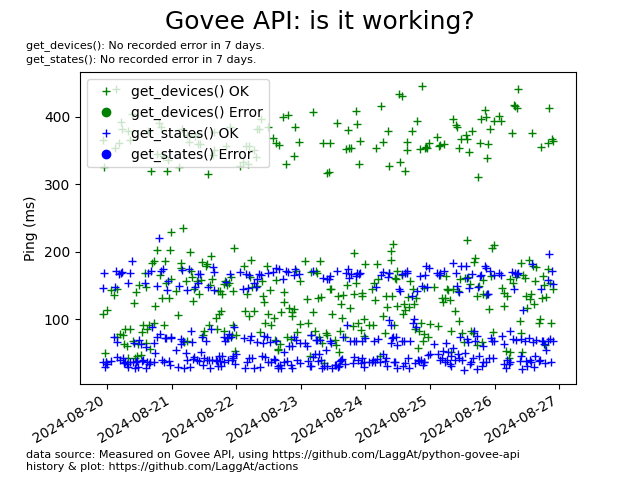 Govee API: is it working?
get_devices(): No recorded error in 7 days.
get_states(): No recorded error in 7 days.
get_devices() OK
get_devices() Error
get_states() OK
get_states() Error
Ping (ms)
400
300
200
100
2024-08-20
2024-08-21
2024-08-22
2024-08-23
2024-08-24
2024-08-25
2024-08-26
2024-08-27
data source: Measured on Govee API, using https://github.com/LaggAt/python-govee-api
history & plot: https://github.com/LaggAt/actions